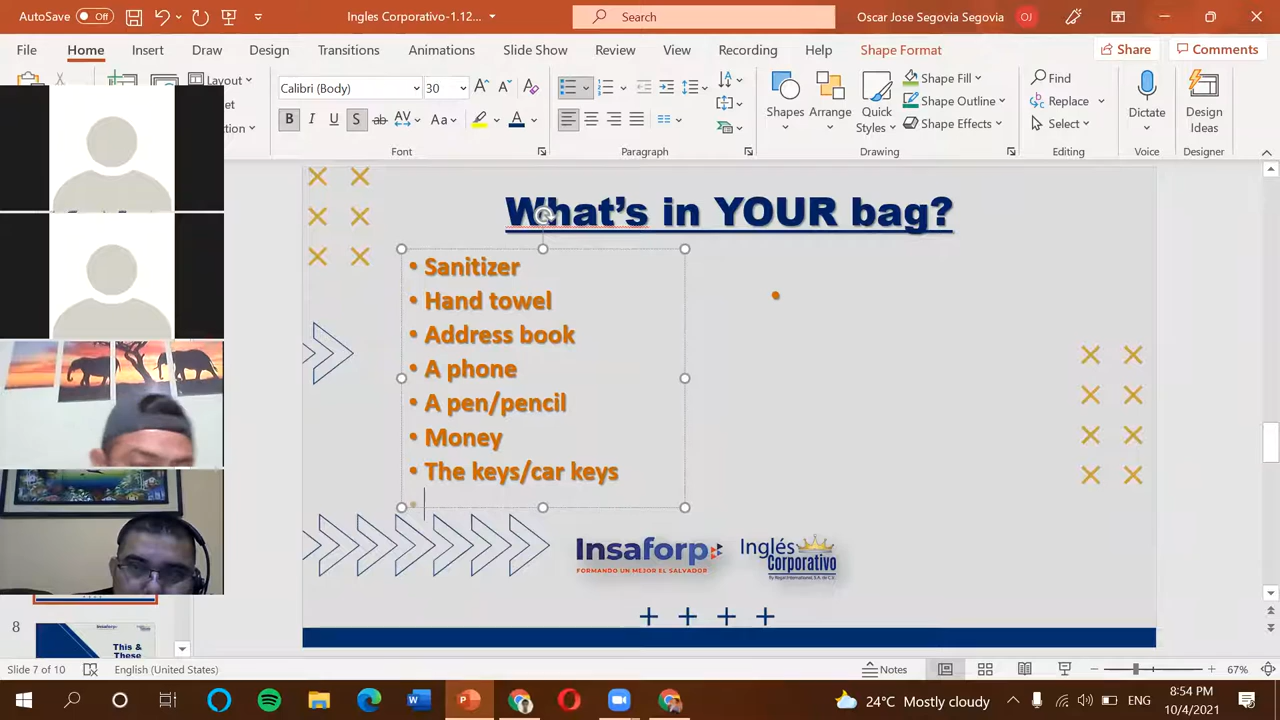 AutoSave Off
Ingles Corporativo-1.12...
Search
Oscar Jose Segovia Segovia OJ
File Home Insert Draw Design Transitions Animations Slide Show Review View Recording Help Shape Format Share Comments
Layout
Calibri (Body) 30
Shapes
Arrange
Quick Styles
Shape Fill
Shape Outline
Shape Effects
Find
Replace
Select
Dictate
Design Ideas
Font Paragraph Drawing Editing Voice Designer
What's in YOUR bag?
• Sanitizer
• Hand towel
• Address book
• A phone
• A pen/pencil
• Money
• The keys/car keys
Insaforp
FORMANDO UN MEJOR EL SALVADOR
Inglés
Corporativo
By Regal International, S.A. de C.V.
8
This &
These
Slide 7 of 10 English (United States) Notes 67%
24°C Mostly cloudy ENG
8:54 PM
10/4/2021